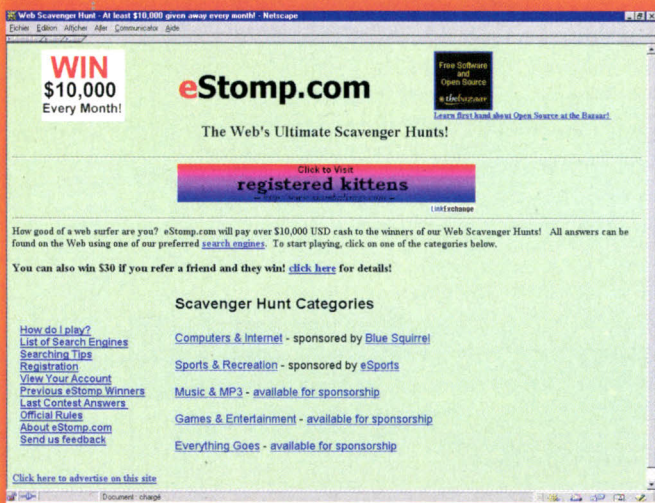 Web Scavenger Hunt - At least $10,000 given away every month! - Netscape
Fichier Edition Afficher Aller Communicator Aide
WIN
$10,000
Every Month!
eStomp.com
Free Software
and
Open Source
thebazaar
Learn first hand about Open Source at the Bazaar!
The Web's Ultimate Scavenger Hunts!
Click to Visit
registered kittens
LinkExchange
How good of a web surfer are you? eStomp.com will pay over $10,000 USD cash to the winners of our Web Scavenger Hunts! All answers can be
found on the Web using one of our preferred search engines. To start playing, click on one of the categories below.
You can also win $30 if you refer a friend and they win! click here for details!
Scavenger Hunt Categories
How do I play?
List of Search Engines
Searching Tips
Registration
View Your Account
Previous eStomp Winners
Last Contest Answers
Official Rules
About eStomp.com
Send us feedback
Computers & Internet - sponsored by Blue Squirrel
Sports & Recreation - sponsored by eSports
Music & MP3 - available for sponsorship
Games & Entertainment - available for sponsorship
Everything Goes - available for sponsorship
Click here to advertise on this site
Document : chargé